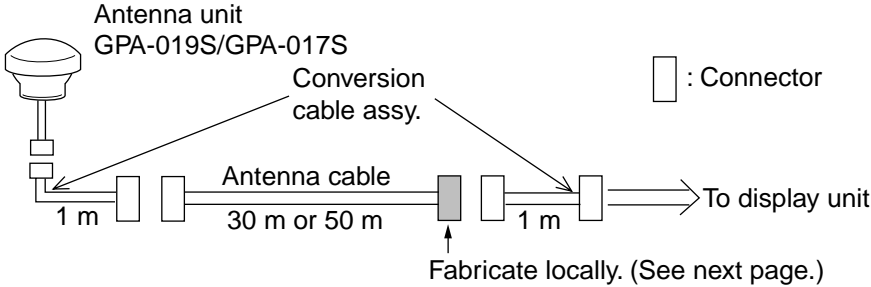 Antenna unit
GPA-019S/GPA-017S
Conversion
cable assy.
: Connector
Antenna cable
1 m
30 m or 50 m
1 m
To display unit
Fabricate locally. (See next page.)